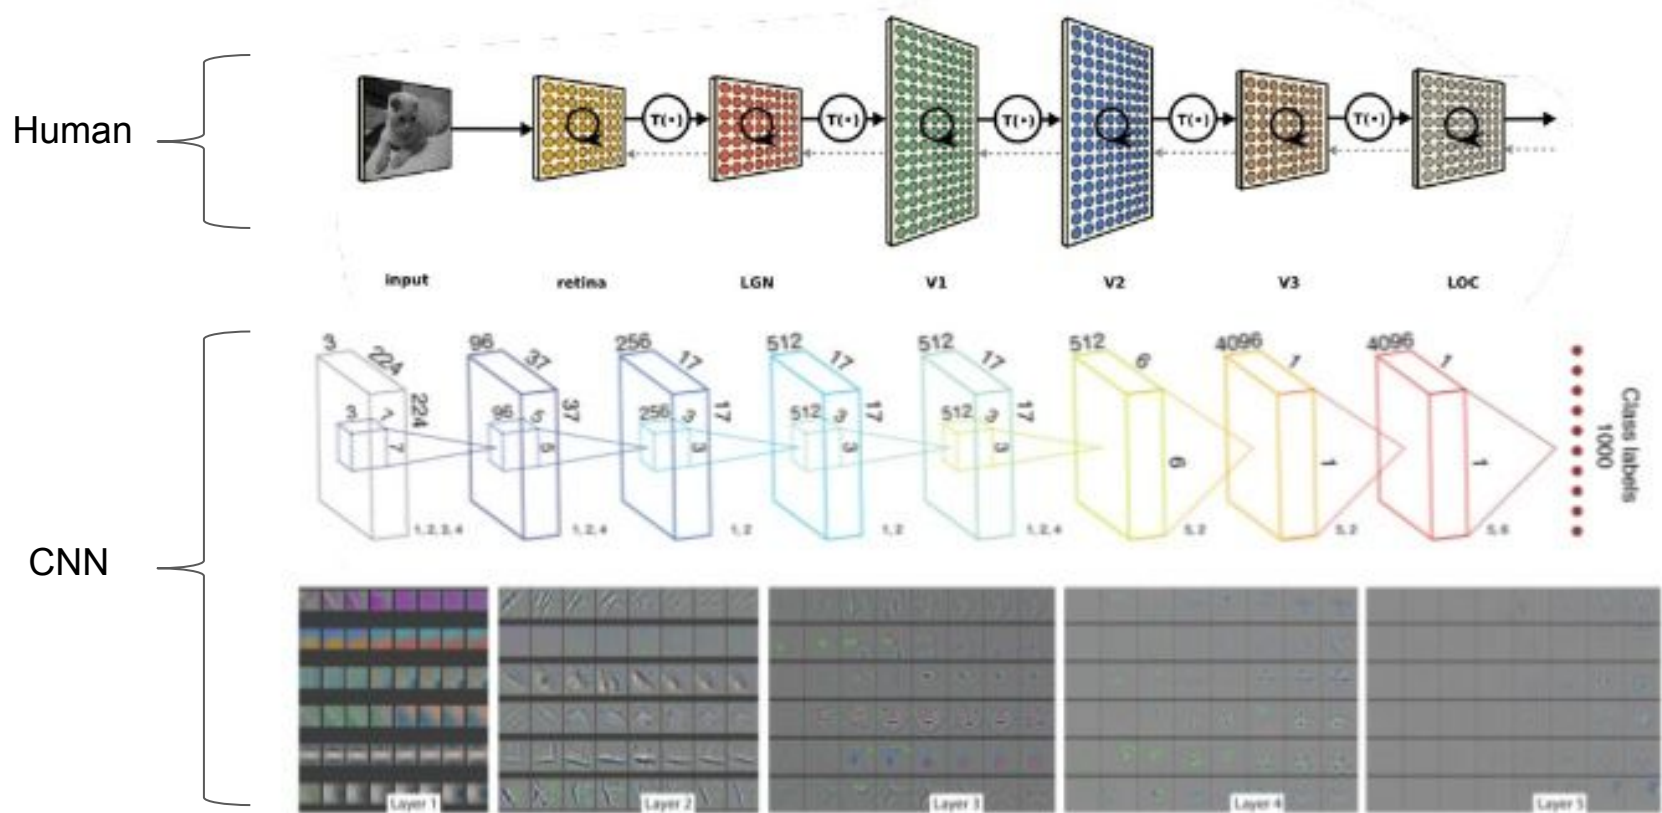 Human
T(•) T(•) T(•) T(•) T(•)
input retina LGN V1 V2 V3 LOC
3 224 224 3 7 7
96 37 37 96 5 5
256 17 17 256 3 3
512 17 17 512 3 3
512 17 17 512 3 3
512 6 6
4096 1 1
4096 1 1
Class labels
1000
1, 2, 3, 4 1, 2, 4 1, 2 1, 2 1, 2, 4 5, 2 5, 2 5, 6
CNN
Layer 1 Layer 2 Layer 3 Layer 4 Layer 5